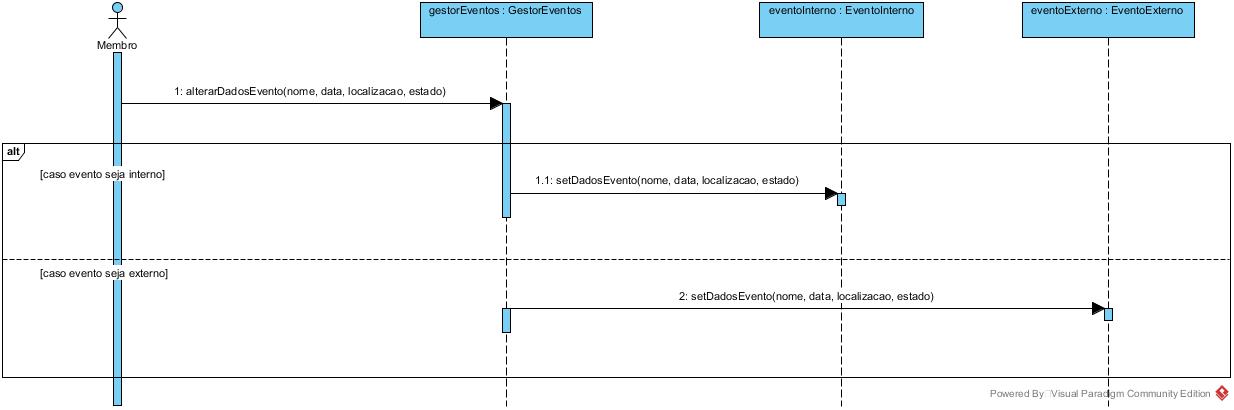 gestorEventos : GestorEventos
eventoInterno : EventoInterno
eventoExterno : EventoExterno
Membro
1: alterarDadosEvento(nome, data, localizacao, estado)
alt
[caso evento seja interno]
1.1: setDadosEvento(nome, data, localizacao, estado)
[caso evento seja externo]
2: setDadosEvento(nome, data, localizacao, estado)
Powered By Visual Paradigm Community Edition